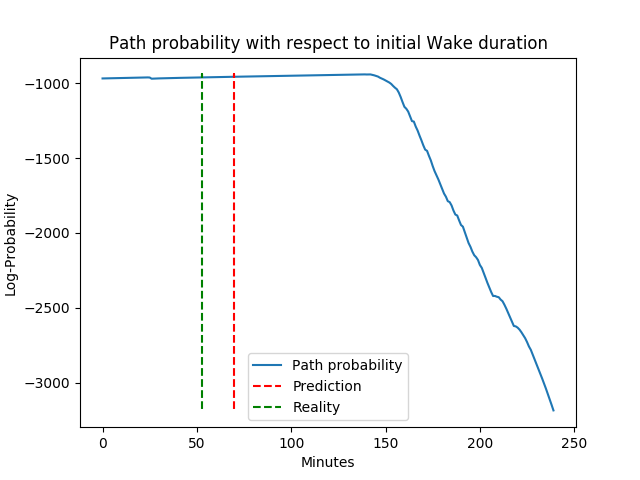 Path probability with respect to initial Wake duration
Log-Probability
−1000
−1500
−2000
−2500
−3000
Path probability
Prediction
Reality
0 50 100 150 200 250
Minutes